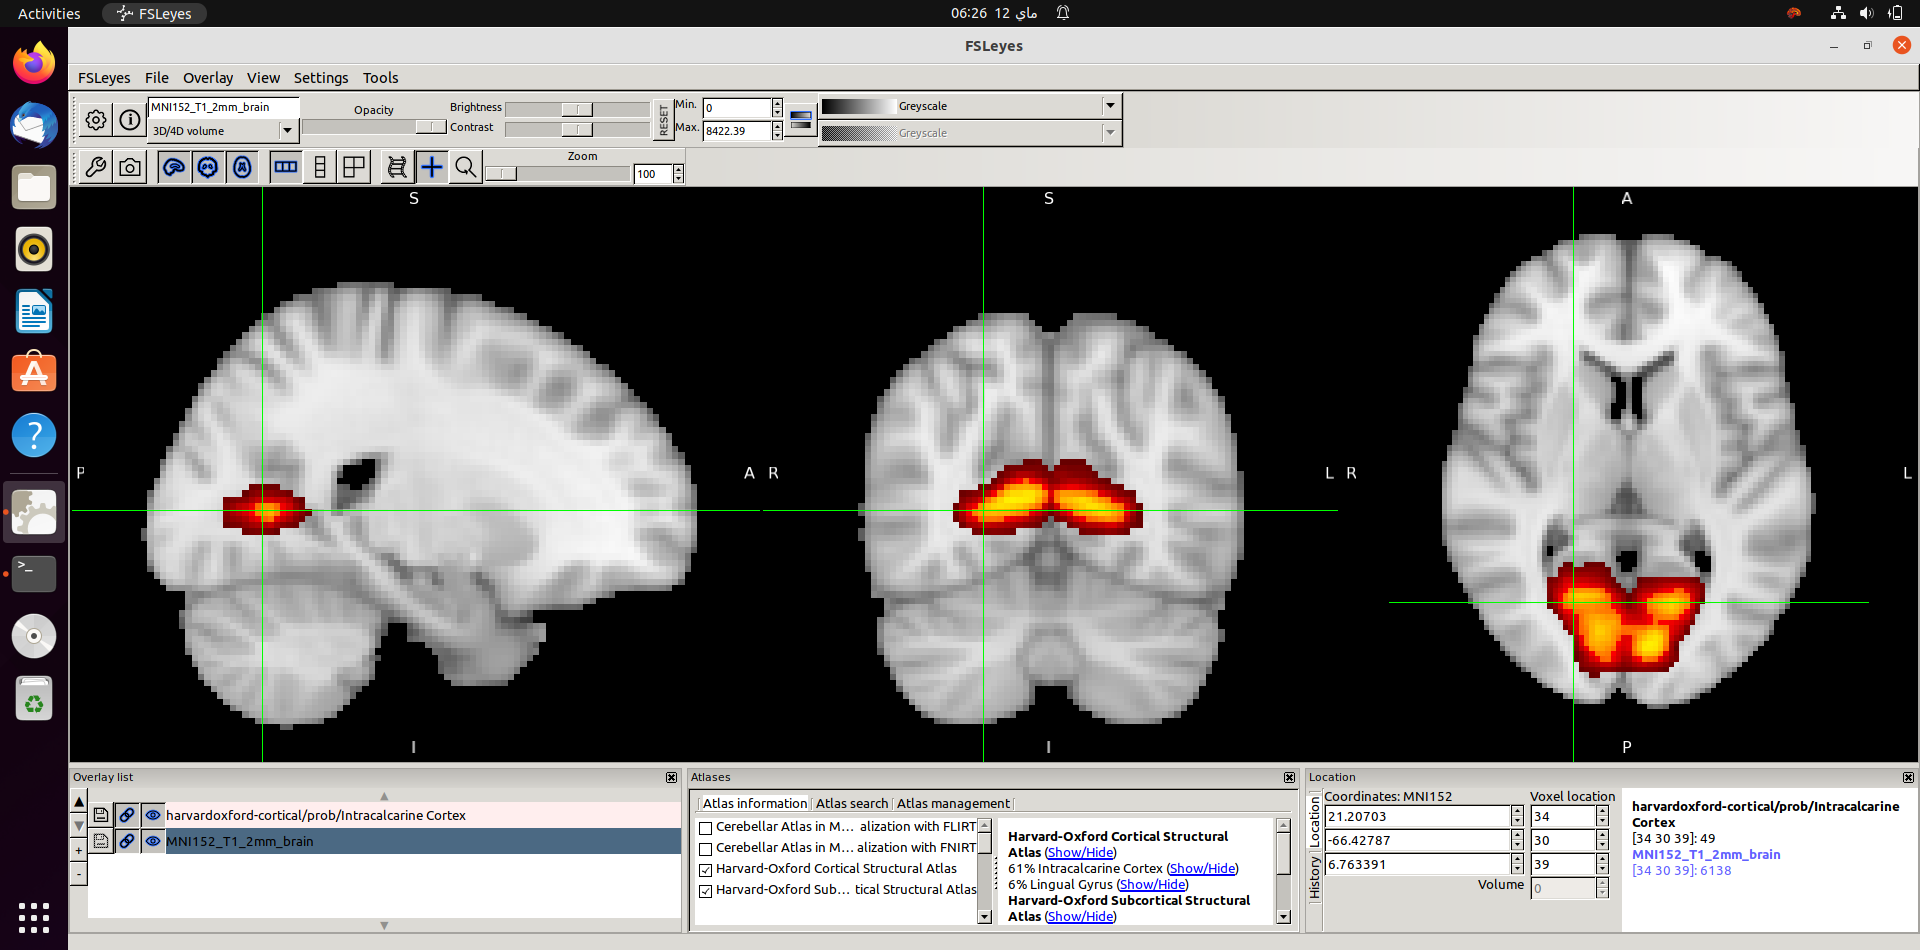 Activities
FSLeyes
06:26 12 ماي
FSLeyes
FSLeyes File Overlay View Settings Tools
MNI152_T1_2mm_brain
3D/4D volume
Opacity
Brightness
Contrast
RESET
Min.
0
Max.
8422.39
Greyscale
Greyscale
Zoom
100
S
S
A
P
A
R
L
R
L
I
I
P
Overlay list
harvardoxford-cortical/prob/Intracalcarine Cortex
MNI152_T1_2mm_brain
+
-
Atlases
Atlas information Atlas search Atlas management
Cerebellar Atlas in M... alization with FLIRT
Cerebellar Atlas in M... alization with FNIRT
Harvard-Oxford Cortical Structural Atlas
Harvard-Oxford Sub... tical Structural Atlas
Harvard-Oxford Cortical Structural
Atlas (Show/Hide)
61% Intracalcarine Cortex (Show/Hide)
6% Lingual Gyrus (Show/Hide)
Harvard-Oxford Subcortical Structural
Atlas (Show/Hide)
Location
Location
History
Coordinates: MNI152
Voxel location
21.20703
34
-66.42787
30
6.763391
39
Volume
0
harvardoxford-cortical/prob/Intracalcarine
Cortex
[34 30 39]: 49
MNI152_T1_2mm_brain
[34 30 39]: 6138